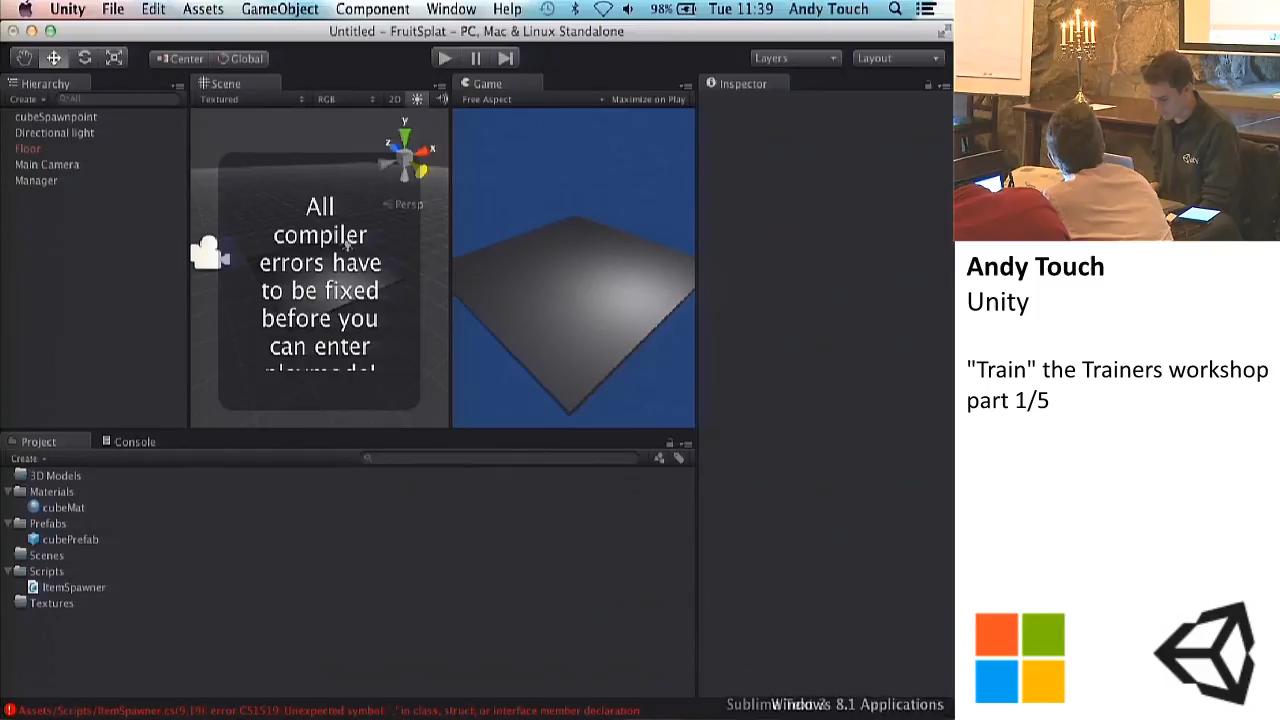 Unity File Edit Assets GameObject Component Window Help 98% Tue 11:39 Andy Touch
Untitled - FruitSplat - PC, Mac & Linux Standalone
Center Global Layers Layout
Hierarchy Scene Game Inspector
Create All Textured RGB 2D Free Aspect Maximize on Play
cubeSpawnpoint
Directional light
Floor
Main Camera
Manager
y
z x
Persp
All
compiler
errors have
to be fixed
before you
can enter
Project Console
Create
3D Models
Materials
cubeMat
Prefabs
cubePrefab
Scenes
Scripts
ItemSpawner
Textures
Assets/Scripts/ItemSpawner.cs(9,19): error CS1519: Unexpected symbol in class, struct, or interface member declaration
Windows 8.1 Applications
Andy Touch
Unity
"Train" the Trainers workshop
part 1/5